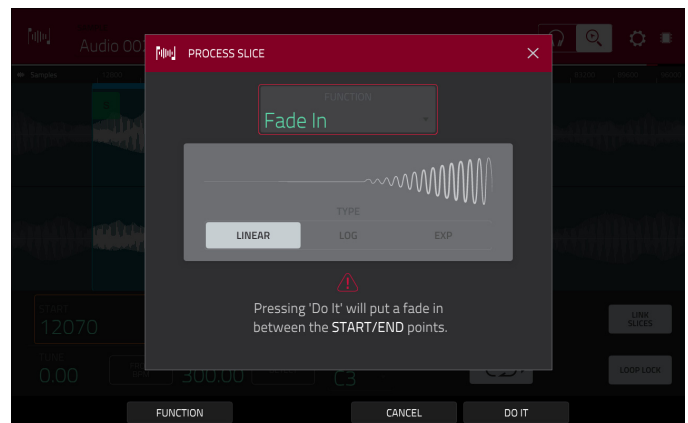 Audio 002
PROCESS SLICE
Samples
FUNCTION
Fade In
TYPE
LINEAR LOG EXP
Pressing 'Do It' will put a fade in
between the START/END points.
START
12070
LINK
SLICES
TUNE
0.00
300.00
C3
LOOP LOCK
FUNCTION CANCEL DO IT